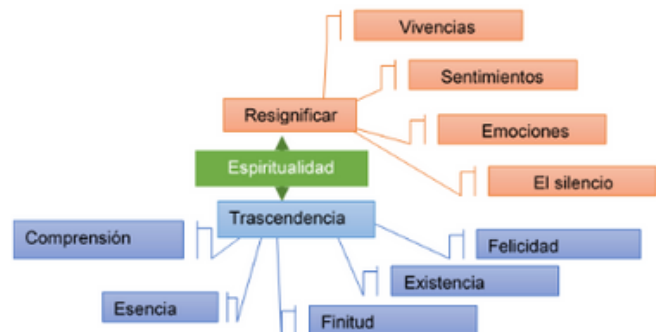 Vivencias
Sentimientos
Resignificar
Emociones
Espiritualidad
El silencio
Trascendencia
Comprensión
Felicidad
Existencia
Esencia
Finitud